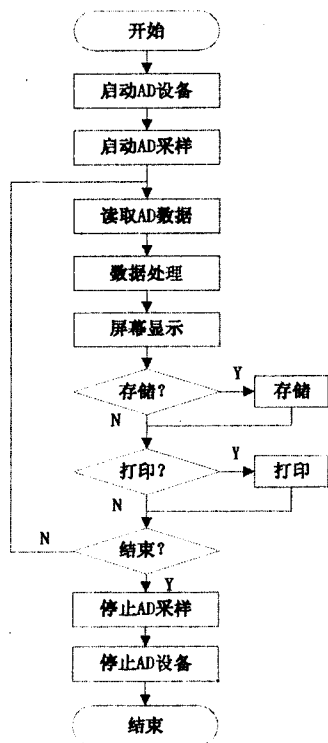 开始
启动AD设备
启动AD采样
读取AD数据
数据处理
屏幕显示
存储?
Y
存储
N
打印?
Y
打印
N
结束?
N
Y
停止AD采样
停止AD设备
结束